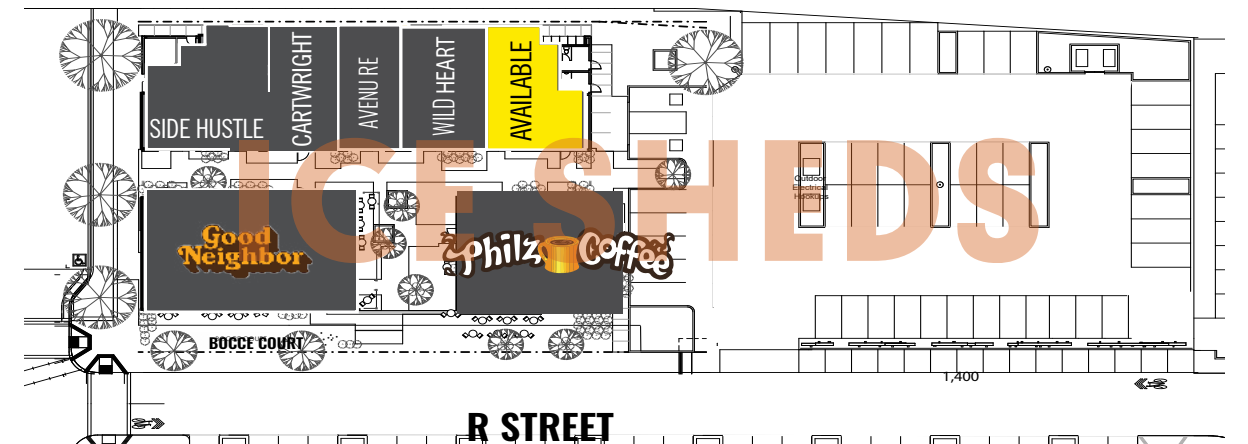 SIDE HUSTLE
CARTWRIGHT
AVENU RE
WILD HEART
AVAILABLE
ICE SHEDS
Outdoor
Electrical
Hookups
Good
Neighbor
Philz Coffee
BOCCE COURT
1,400
R STREET